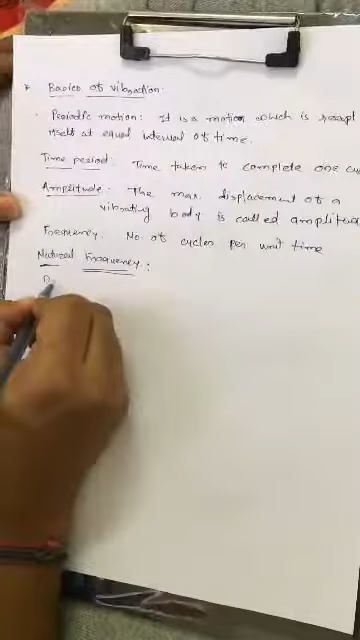 * Basics of vibration.
• Periodic motion: It is a motion which is reept
itself at equal interval of time.
Time period: Time taken to complete one cy
Amplitude: The max. displacement of a
vibrating body is called amplitud
Frequency. No. of cycles per unit time
Natural Frequency: